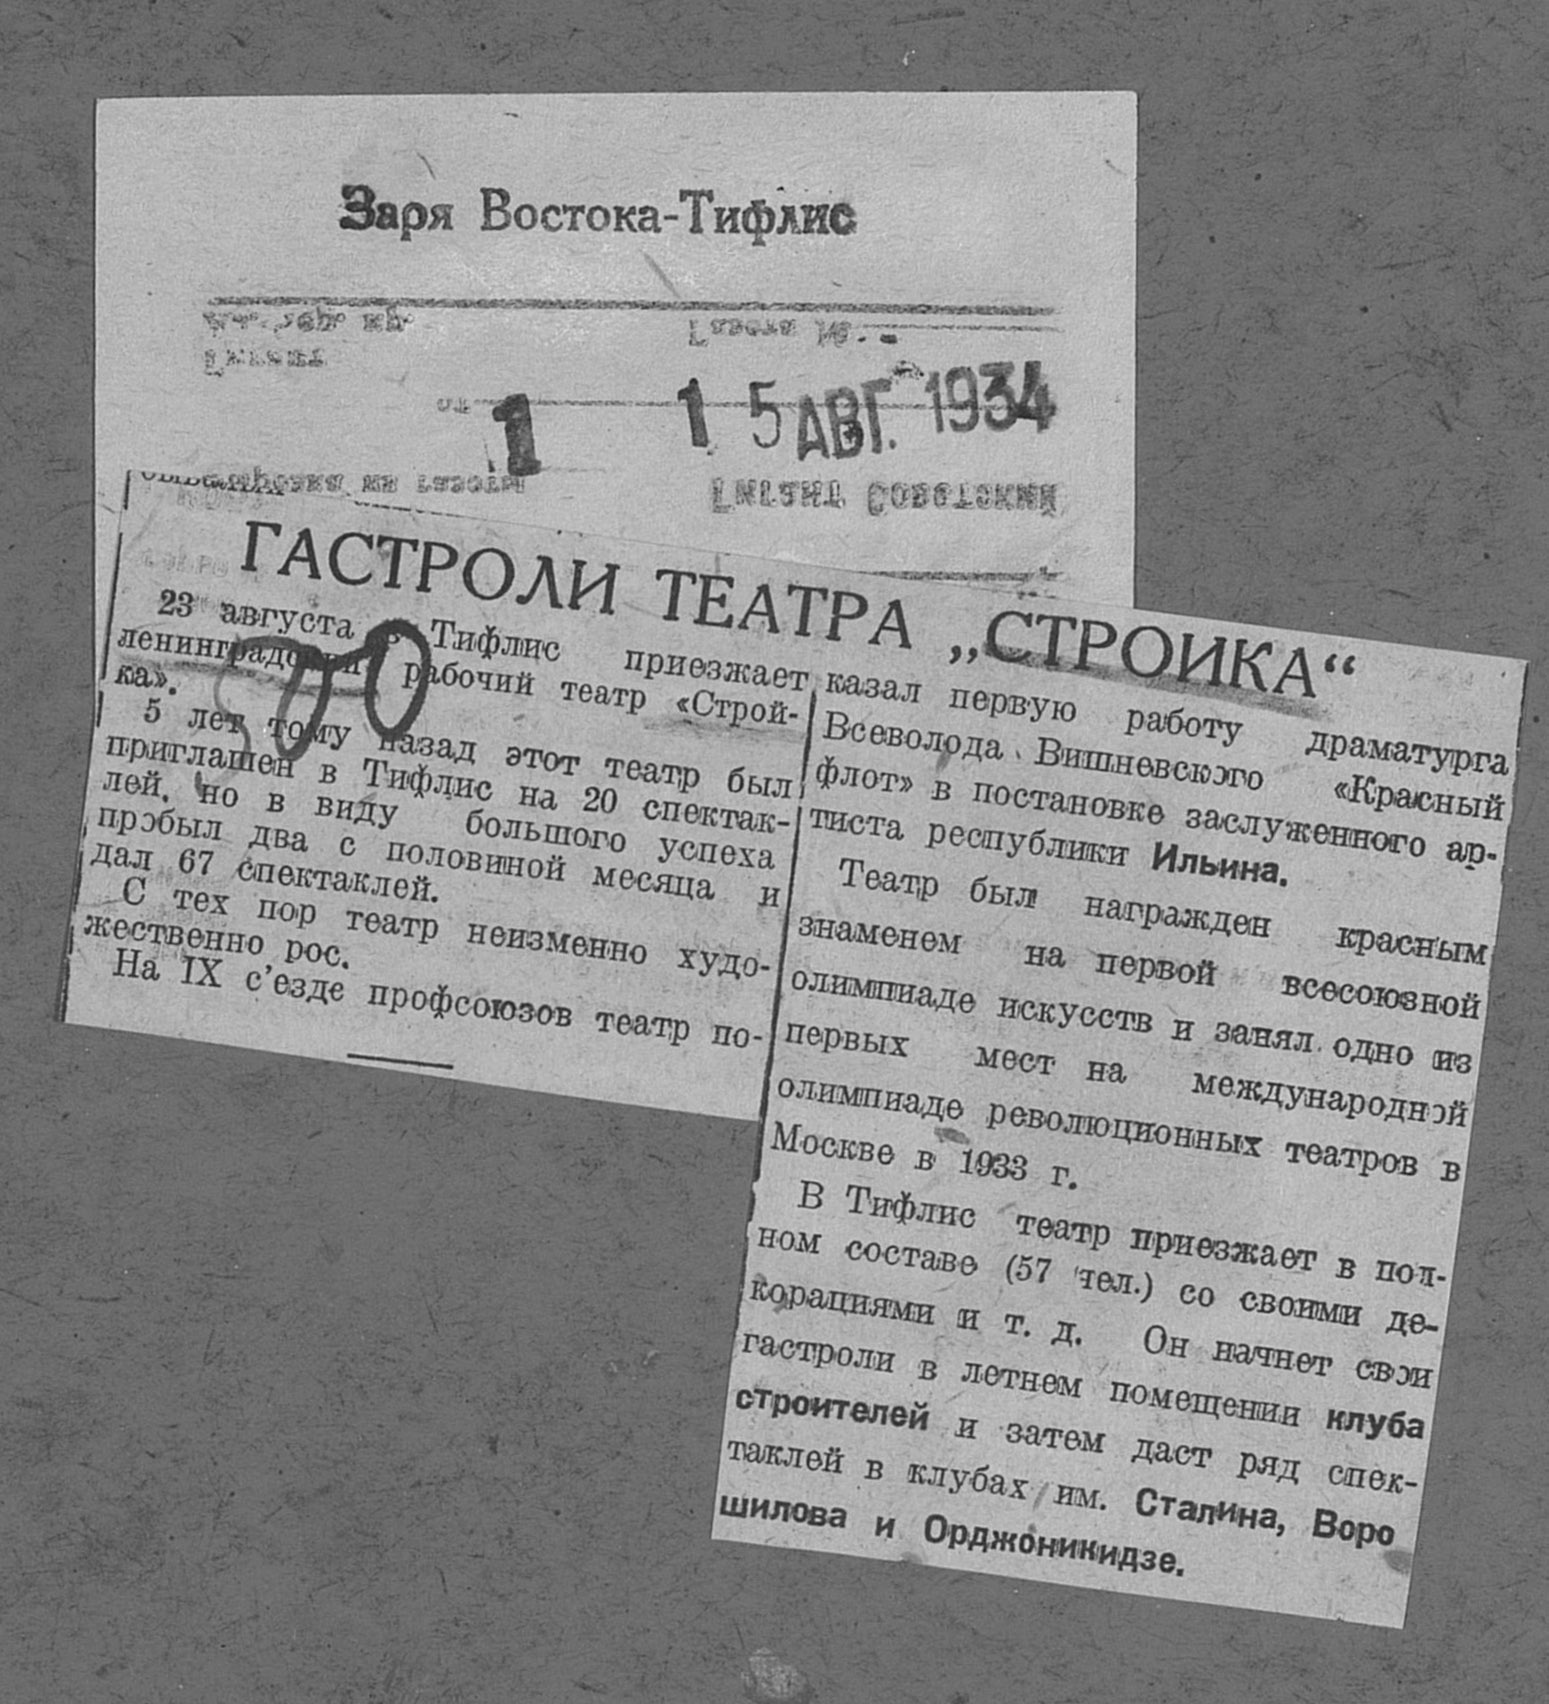 Заря Востока-Тифлис
1 15 АВГ. 1934
ГАСТРОЛИ ТЕАТРА „СТРОЙКА“
23 августа в Тифлис приезжает
ленинградский рабочий театр «Строй-
ка».
5 лет тому назад этот театр был
приглашен в Тифлис на 20 спектак-
лей, но в виду большого успеха
пробыл два с половиной месяца и
дал 67 спектаклей.
С тех пор театр неизменно худо-
жественно рос.
На IX с'езде профсоюзов театр по-
казал первую работу драматурга
Всеволода Вишневского «Красный
флот» в постановке заслуженного ар-
тиста республики Ильина.
Театр был награжден красным
знаменем на первой всесоюзной
олимпиаде искусств и занял одно из
первых мест на международной
олимпиаде революционных театров в
Москве в 1933 г.
В Тифлис театр приезжает в пол-
ном составе (57 чел.) со своими де-
корациями и т. д. Он начнет свои
гастроли в летнем помещении клуба
строителей и затем даст ряд спек-
таклей в клубах им. Сталина, Воро
шилова и Орджоникидзе.